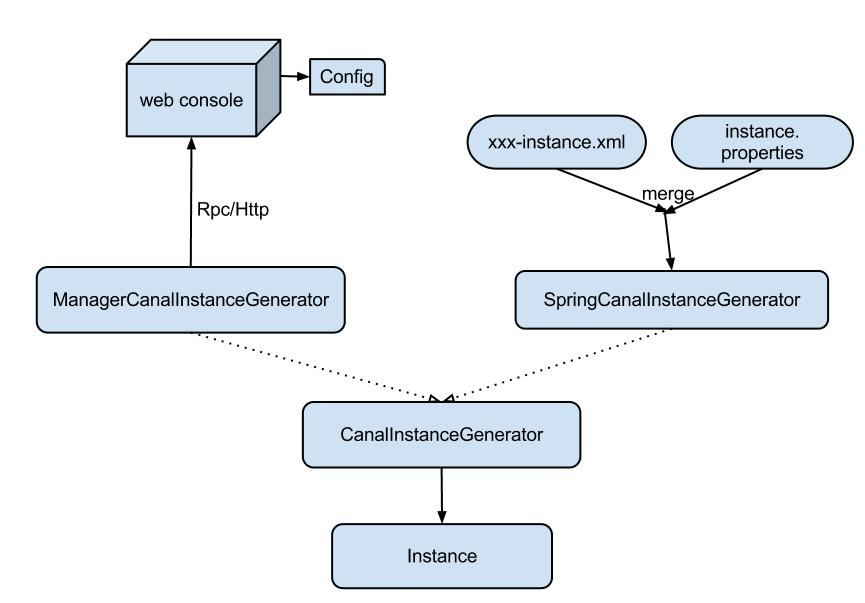 web console
Config
xxx-instance.xml
instance.
properties
merge
Rpc/Http
ManagerCanalInstanceGenerator
SpringCanalInstanceGenerator
CanalInstanceGenerator
Instance